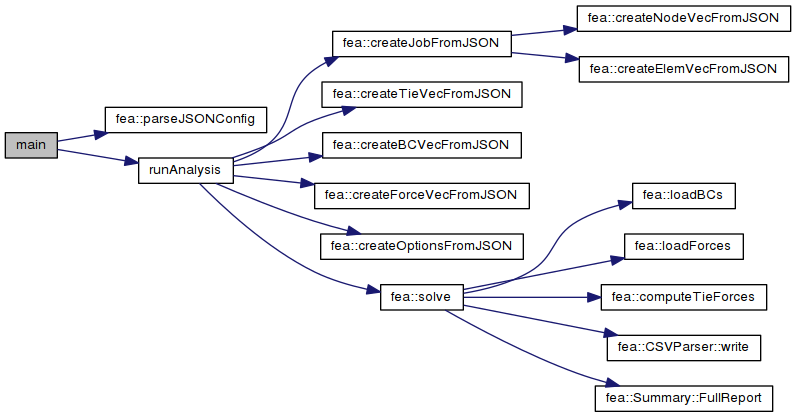 main
fea::parseJSONConfig
runAnalysis
fea::createJobFromJSON
fea::createNodeVecFromJSON
fea::createElemVecFromJSON
fea::createTieVecFromJSON
fea::createBCVecFromJSON
fea::createForceVecFromJSON
fea::createOptionsFromJSON
fea::solve
fea::loadBCs
fea::loadForces
fea::computeTieForces
fea::CSVParser::write
fea::Summary::FullReport